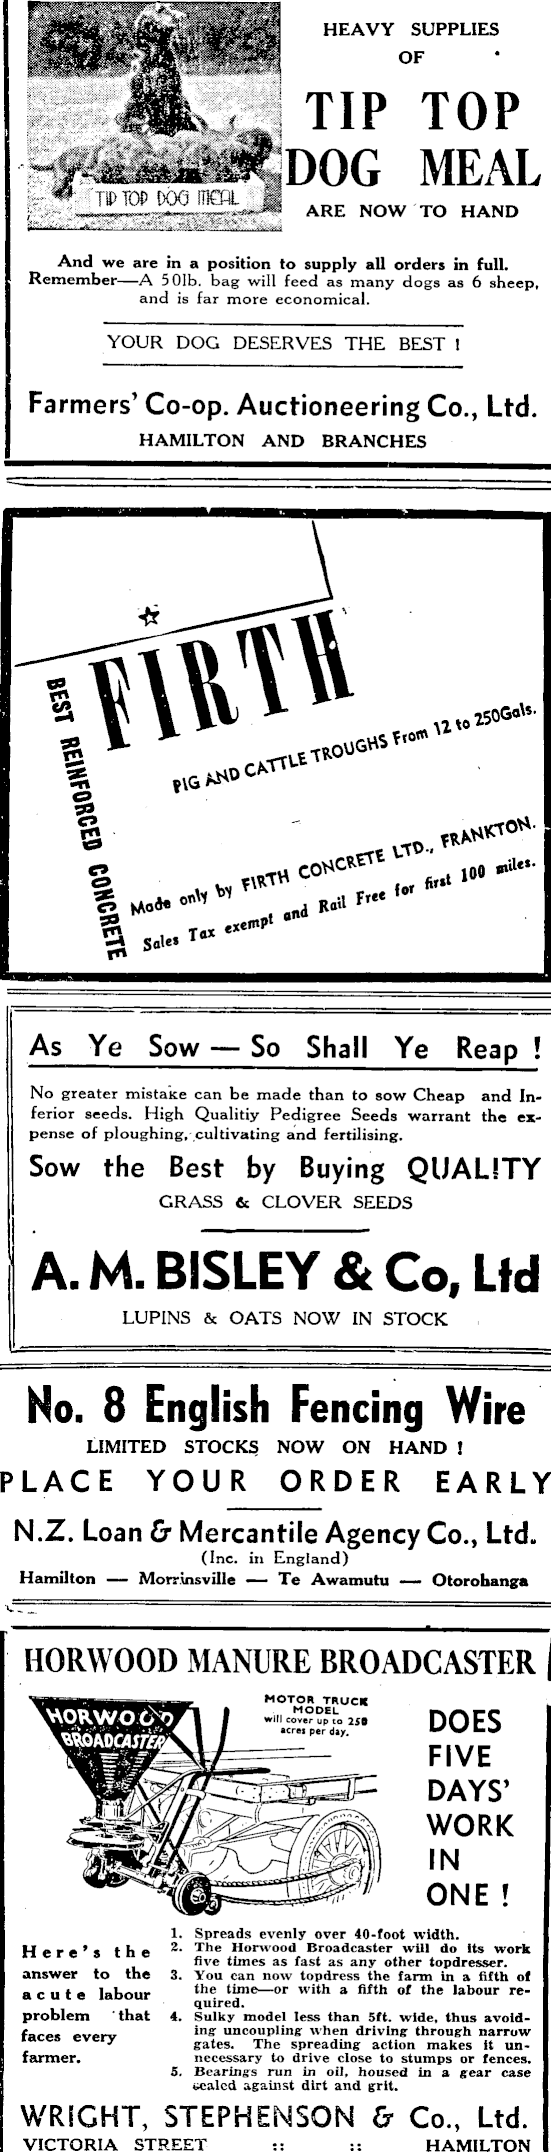 HEAVY SUPPLIES
OF
TIP TOP
DOG MEAL
ARE NOW TO HAND
TIP TOP DOG MEAL
And we are in a position to supply all orders in full.
Remember—A 50lb. bag will feed as many dogs as 6 sheep,
and is far more economical.
YOUR DOG DESERVES THE BEST !
Farmers' Co-op. Auctioneering Co., Ltd.
HAMILTON AND BRANCHES
FIRTH
BEST REINFORCED CONCRETE
PIG AND CATTLE TROUGHS From 12 to 250Gals.
Made only by FIRTH CONCRETE LTD., FRANKTON.
Sales Tax exempt and Rail Free for first 100 miles.
As Ye Sow — So Shall Ye Reap !
No greater mistake can be made than to sow Cheap and In-
ferior seeds. High Qualitiy Pedigree Seeds warrant the ex-
pense of ploughing, cultivating and fertilising.
Sow the Best by Buying QUALITY
GRASS & CLOVER SEEDS
A. M. BISLEY & Co, Ltd
LUPINS & OATS NOW IN STOCK
No. 8 English Fencing Wire
LIMITED STOCKS NOW ON HAND !
PLACE YOUR ORDER EARLY
N.Z. Loan & Mercantile Agency Co., Ltd.
(Inc. in England)
Hamilton — Morrinsville — Te Awamutu — Otorohanga
HORWOOD MANURE BROADCASTER
HORWOOD
BROADCASTER
MOTOR TRUCK
MODEL
will cover up to 250
acres per day.
DOES
FIVE
DAYS'
WORK
IN
ONE !
Here's the
answer to the
acute labour
problem that
faces every
farmer.
1. Spreads evenly over 40-foot width.
2. The Horwood Broadcaster will do its work
five times as fast as any other topdresser.
3. You can now topdress the farm in a fifth of
the time—or with a fifth of the labour re-
quired.
4. Sulky model less than 5ft. wide, thus avoid-
ing uncoupling when driving through narrow
gates. The spreading action makes it un-
necessary to drive close to stumps or fences.
5. Bearings run in oil, housed in a gear case
sealed against dirt and grit.
WRIGHT, STEPHENSON & Co., Ltd.
VICTORIA STREET :: :: HAMILTON